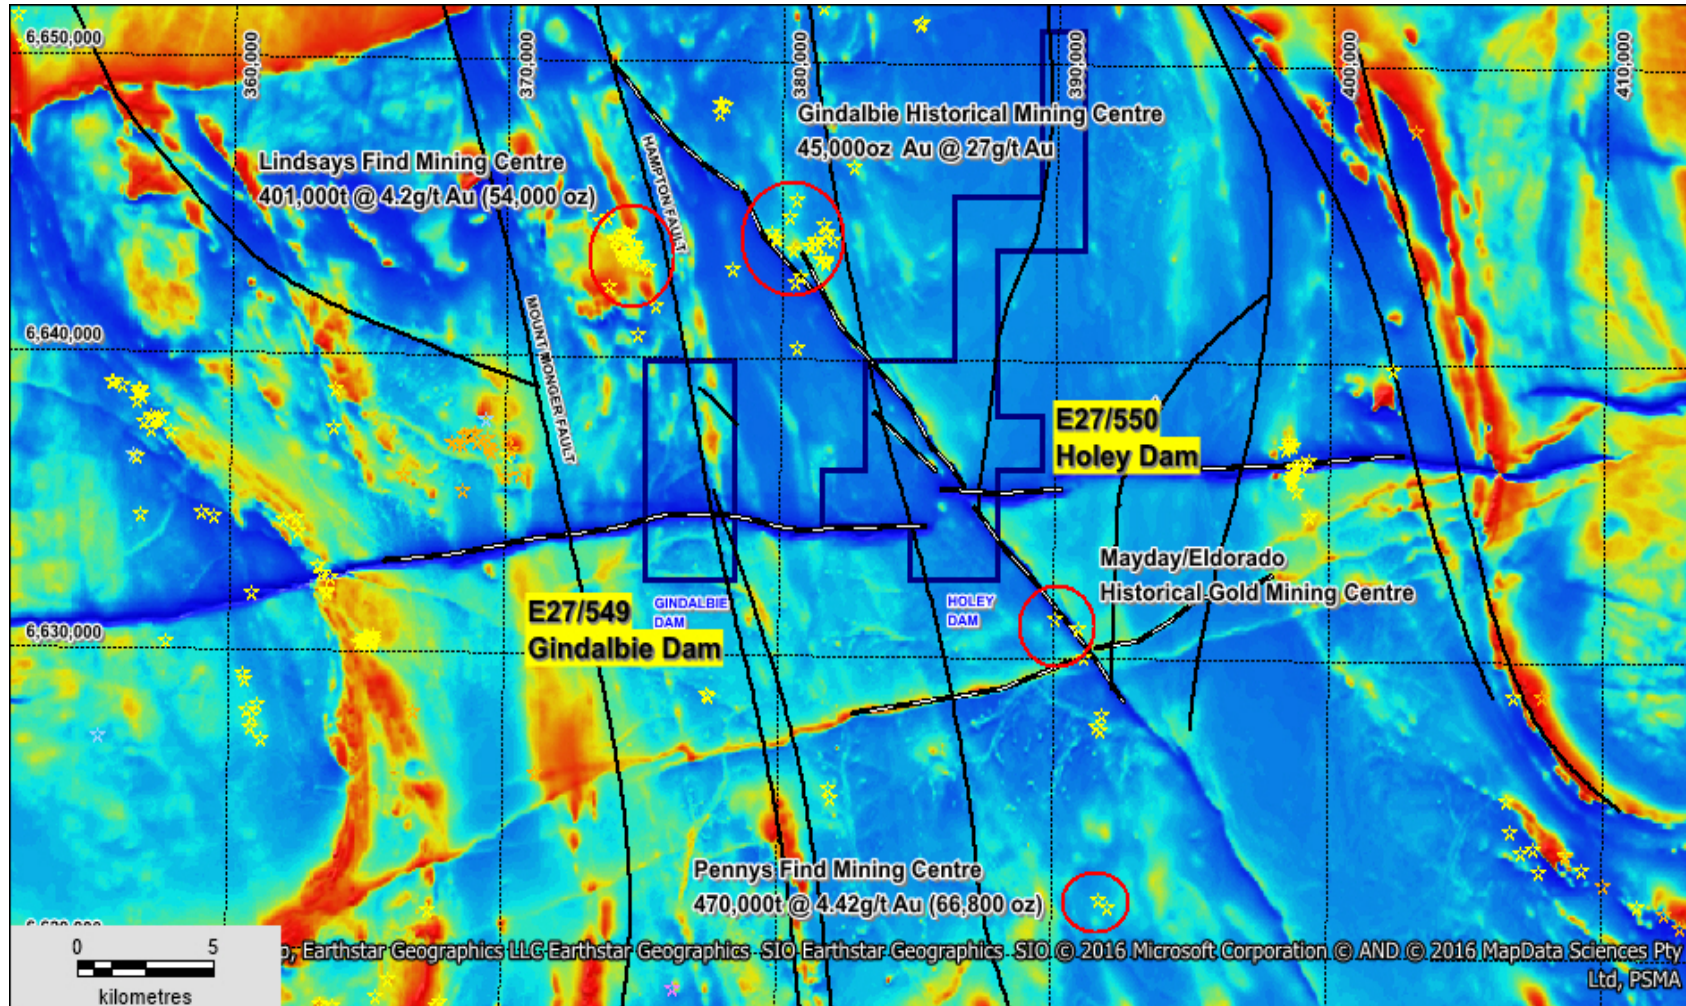 6,650,000
360,000
370,000
380,000
390,000
400,000
410,000
Gindalbie Historical Mining Centre
45,000oz Au @ 27g/t Au
Lindsays Find Mining Centre
401,000t @ 4.2g/t Au (54,000 oz)
HAMPTON FAULT
6,640,000
MOUNT MONGER FAULT
E27/550
Holey Dam
Mayday/Eldorado
Historical Gold Mining Centre
E27/549
Gindalbie Dam
GINDALBIE
DAM
HOLEY
DAM
6,630,000
Pennys Find Mining Centre
470,000t @ 4.42g/t Au (66,800 oz)
0 5
kilometres
Earthstar Geographics LLC Earthstar Geographics SIO Earthstar Geographics SIO © 2016 Microsoft Corporation © AND © 2016 MapData Sciences Pty
Ltd, PSMA